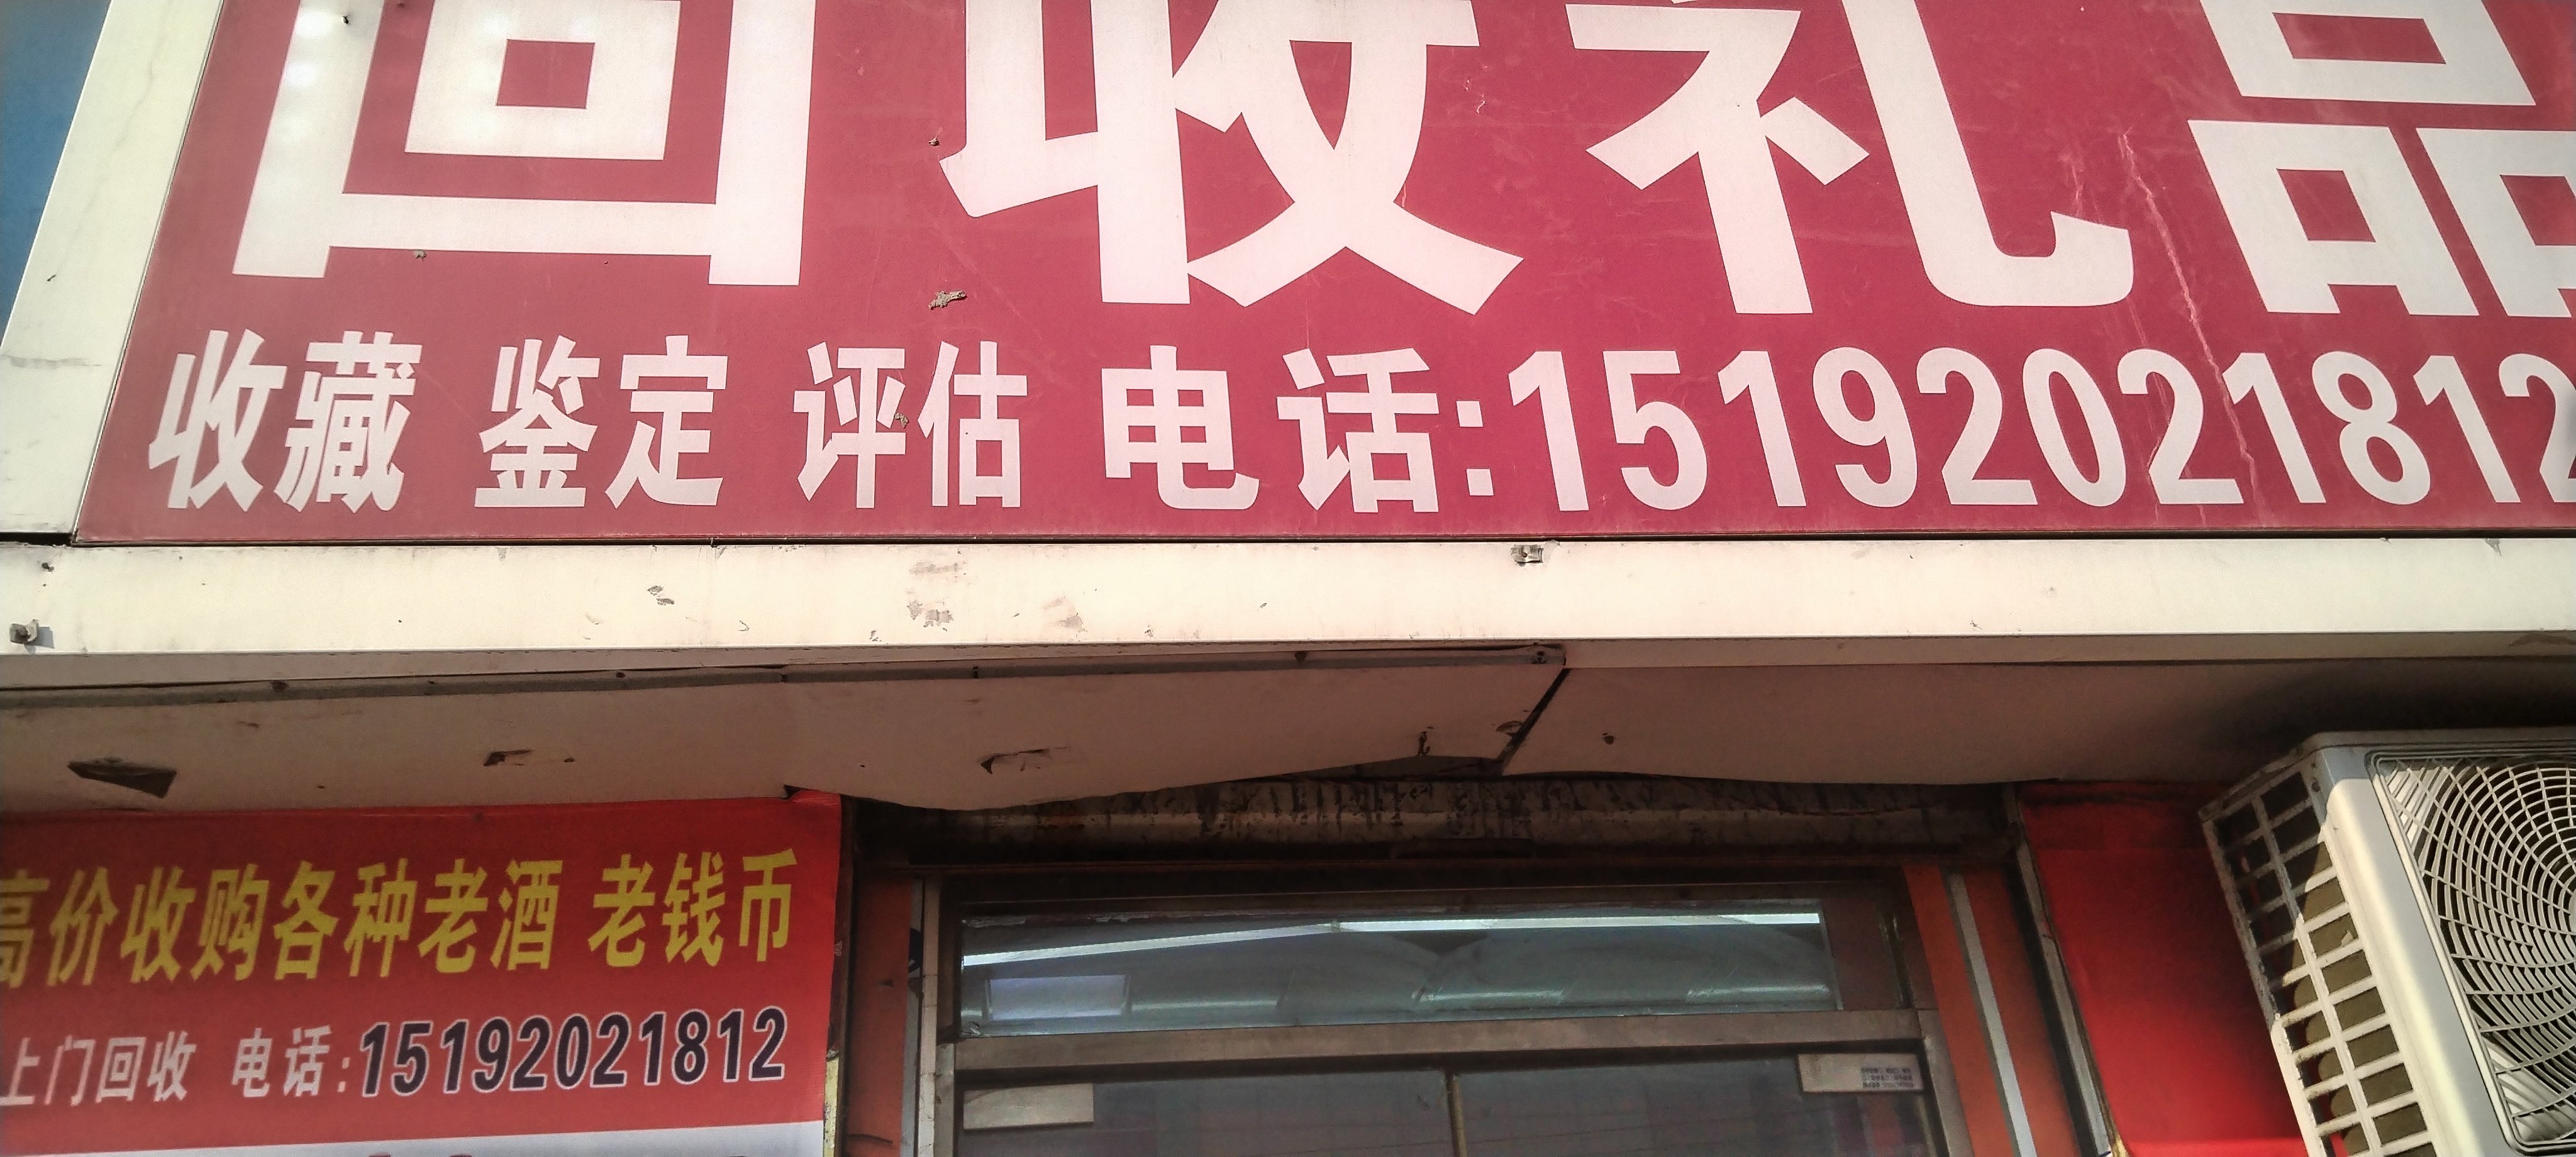 回收礼品
收藏 鉴定 评估 电话:15192021812
高价收购各种老酒 老钱币
上门回收 电话:15192021812